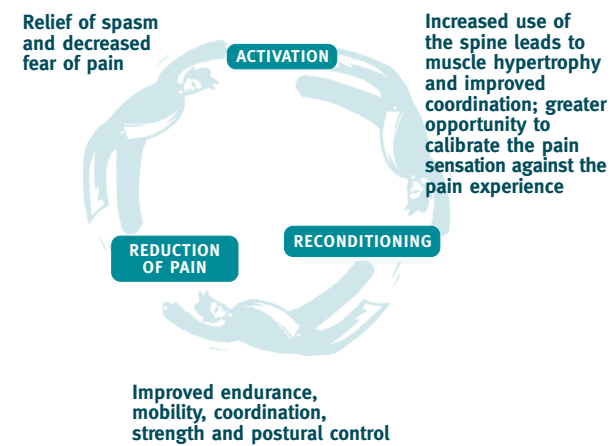 Relief of spasm
and decreased
fear of pain
ACTIVATION
Increased use of
the spine leads to
muscle hypertrophy
and improved
coordination; greater
opportunity to
calibrate the pain
sensation against the
pain experience
RECONDITIONING
REDUCTION
OF PAIN
Improved endurance,
mobility, coordination,
strength and postural control